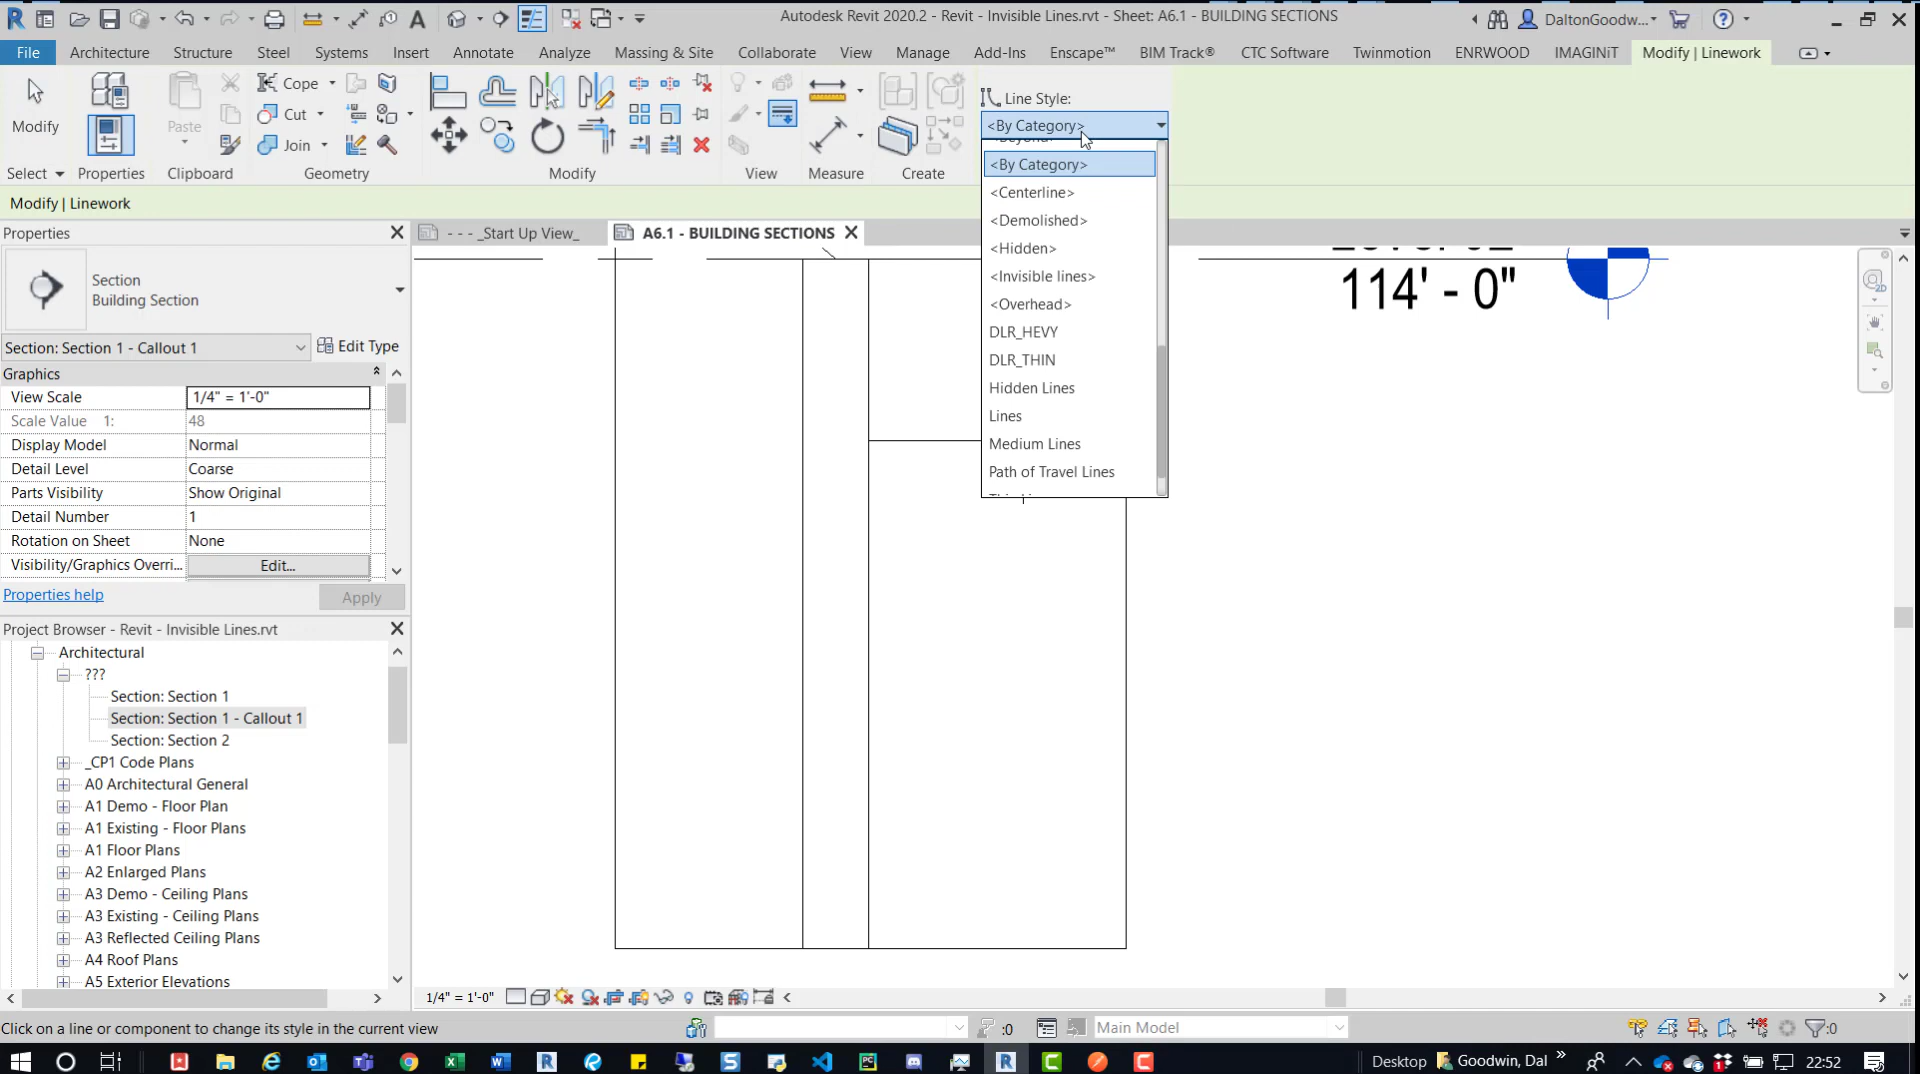 Autodesk Revit 2020.2 - Revit - Invisible Lines.rvt - Sheet: A6.1 - BUILDING SECTIONS
DaltonGoodw...
File Architecture Structure Steel Systems Insert Annotate Analyze Massing & Site Collaborate View Manage Add-Ins Enscape™ BIM Track® CTC Software Twinmotion ENRWOOD IMAGINiT Modify | Linework
Modify
Paste
Cope
Cut
Join
Line Style:
<By Category>
Select Properties Clipboard Geometry Modify View Measure Create
Modify | Linework
<By Category>
<Centerline>
<Demolished>
<Hidden>
<Invisible lines>
<Overhead>
DLR_HEVY
DLR_THIN
Hidden Lines
Lines
Medium Lines
Path of Travel Lines
Properties
- - - _Start Up View_
A6.1 - BUILDING SECTIONS
114' - 0"
2D
Section
Building Section
Section: Section 1 - Callout 1
Edit Type
Graphics
View Scale 1/4" = 1'-0"
Scale Value 1: 48
Display Model Normal
Detail Level Coarse
Parts Visibility Show Original
Detail Number 1
Rotation on Sheet None
Visibility/Graphics Overri... Edit...
Properties help Apply
Project Browser - Revit - Invisible Lines.rvt
Architectural
???
Section: Section 1
Section: Section 1 - Callout 1
Section: Section 2
_CP1 Code Plans
A0 Architectural General
A1 Demo - Floor Plan
A1 Existing - Floor Plans
A1 Floor Plans
A2 Enlarged Plans
A3 Demo - Ceiling Plans
A3 Existing - Ceiling Plans
A3 Reflected Ceiling Plans
A4 Roof Plans
A5 Exterior Elevations
1/4" = 1'-0"
Click on a line or component to change its style in the current view
:0
Main Model
:0
Desktop
Goodwin, Dal
22:52